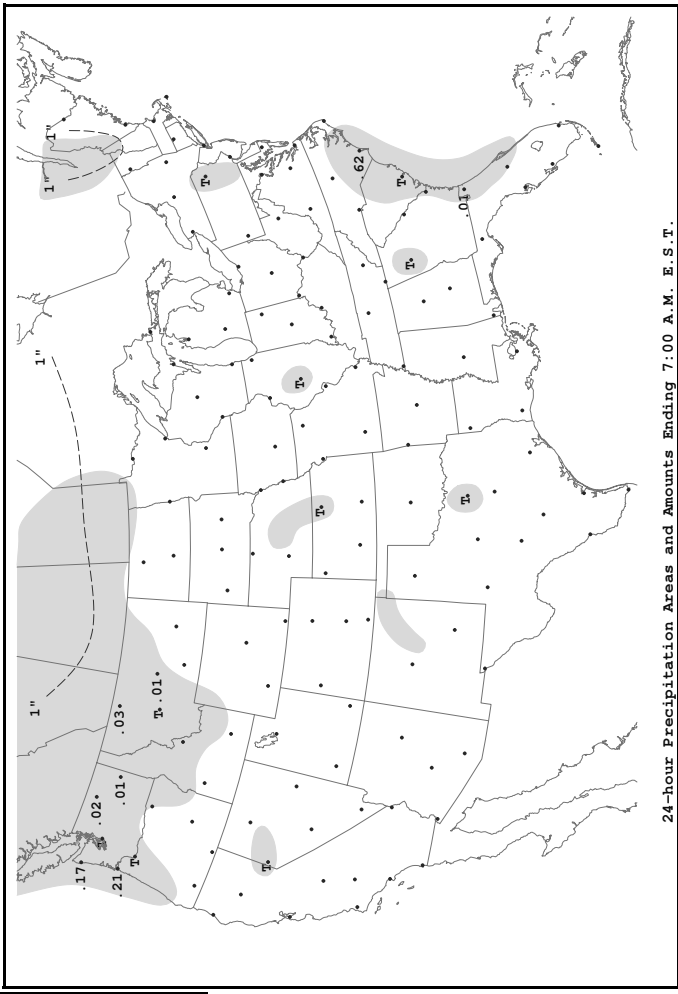 1"
1"
1"
1"
.17
.02
T
.21
.01
.03
T
T
.01
T
T
T
T
.62
T
T
T
.01
24-hour Precipitation Areas and Amounts Ending 7:00 A.M. E.S.T.